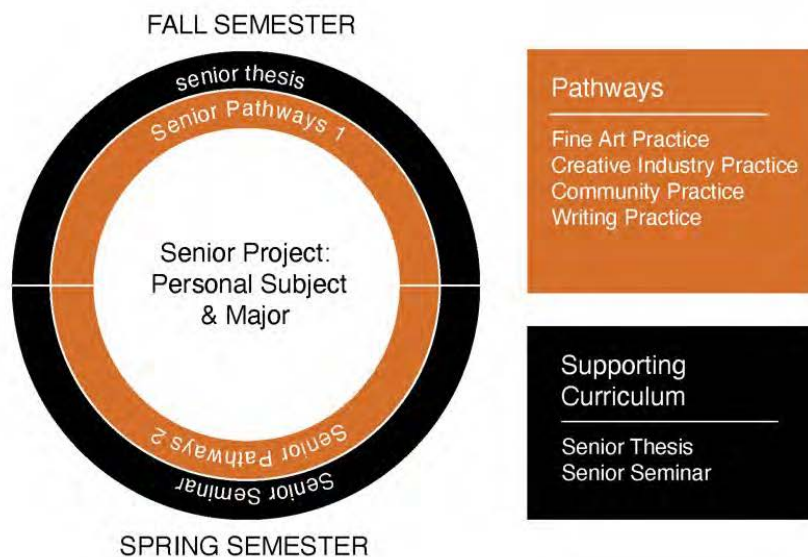 FALL SEMESTER
senior thesis
Senior Pathways 1
Senior Project:
Personal Subject
& Major
Senior Pathways 2
Senior Seminar
SPRING SEMESTER
Pathways
Fine Art Practice
Creative Industry Practice
Community Practice
Writing Practice
Supporting
Curriculum
Senior Thesis
Senior Seminar